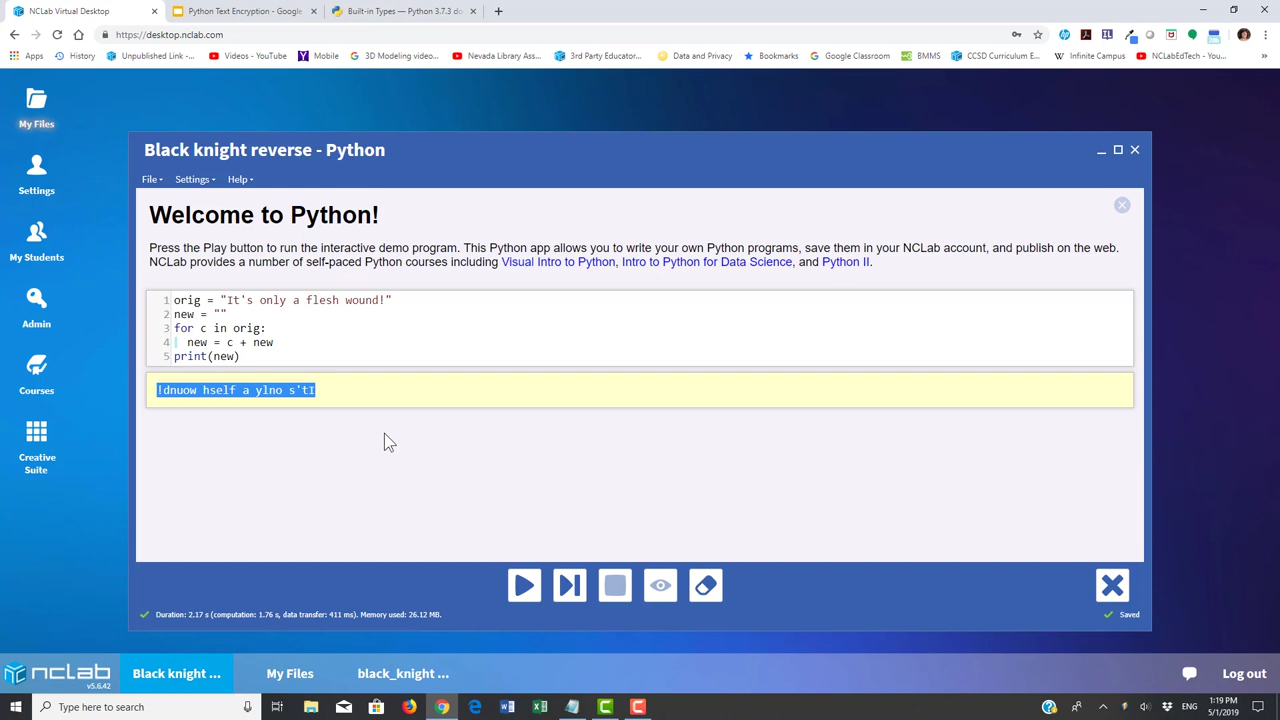 NCLab Virtual Desktop
Python Text Encryption - Google
Built-in Types — Python 3.7.3 do
https://desktop.nclab.com
Apps
History
Unpublished Link -...
Videos - YouTube
Mobile
3D Modeling video...
Nevada Library Assa...
3rd Party Educator...
Data and Privacy
Bookmarks
Google Classroom
BMMS
CCSD Curriculum E...
Infinite Campus
NCLabEdTech - Yo...
My Files
Settings
My Students
Admin
Courses
Creative
Suite
Black knight reverse - Python
File
Settings
Help
Welcome to Python!
Press the Play button to run the interactive demo program. This Python app allows you to write your own Python programs, save them in your NCLab account, and publish on the web.
NCLab provides a number of self-paced Python courses including Visual Intro to Python, Intro to Python for Data Science, and Python II.
1 orig = "It's only a flesh wound!"
2 new = ""
3 for c in orig:
4 new = c + new
5 print(new)
!dnuow hself a ylno s'tI
Duration: 2.17 s (computation: 1.76 s, data transfer: 411 ms). Memory used: 26.12 MB.
Saved
nclab
v5.6.42
Black knight ...
My Files
black_knight ...
Log out
Type here to search
1:19 PM
5/1/2019